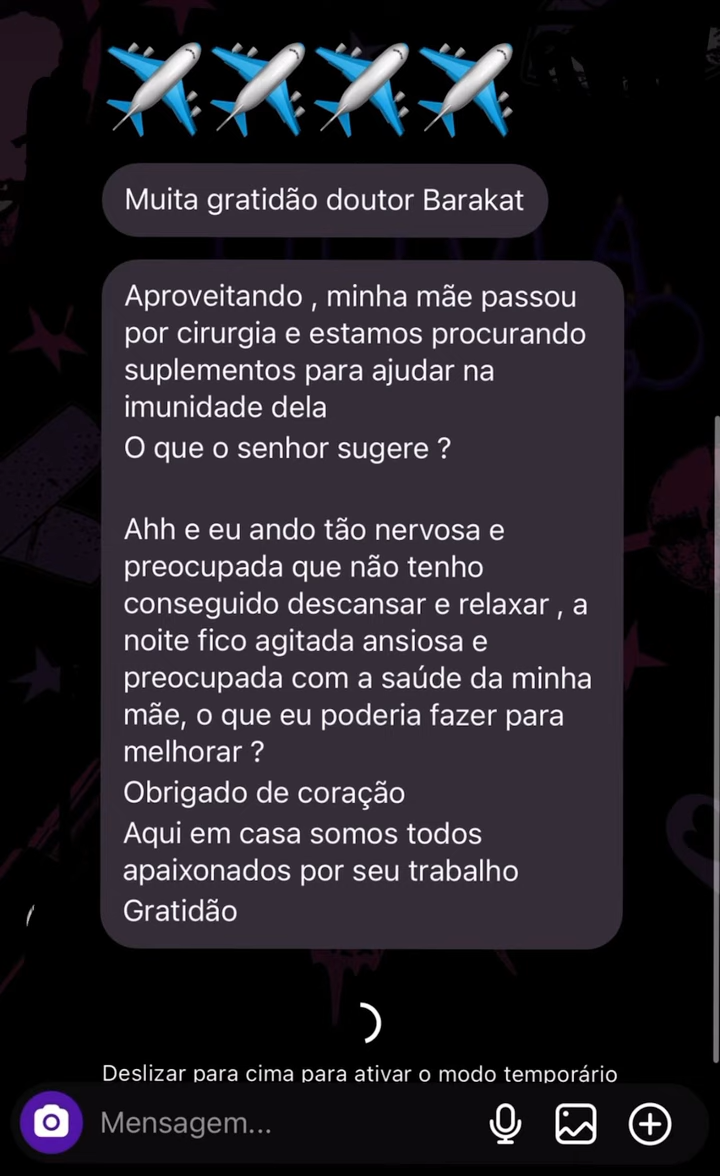 Muita gratidão doutor Barakat
Aproveitando , minha mãe passou
por cirurgia e estamos procurando
suplementos para ajudar na
imunidade dela
O que o senhor sugere ?
Ahh e eu ando tão nervosa e
preocupada que não tenho
conseguido descansar e relaxar , a
noite fico agitada ansiosa e
preocupada com a saúde da minha
mãe, o que eu poderia fazer para
melhorar ?
Obrigado de coração
Aqui em casa somos todos
apaixonados por seu trabalho
Gratidão
Deslizar para cima para ativar o modo temporário
Mensagem...